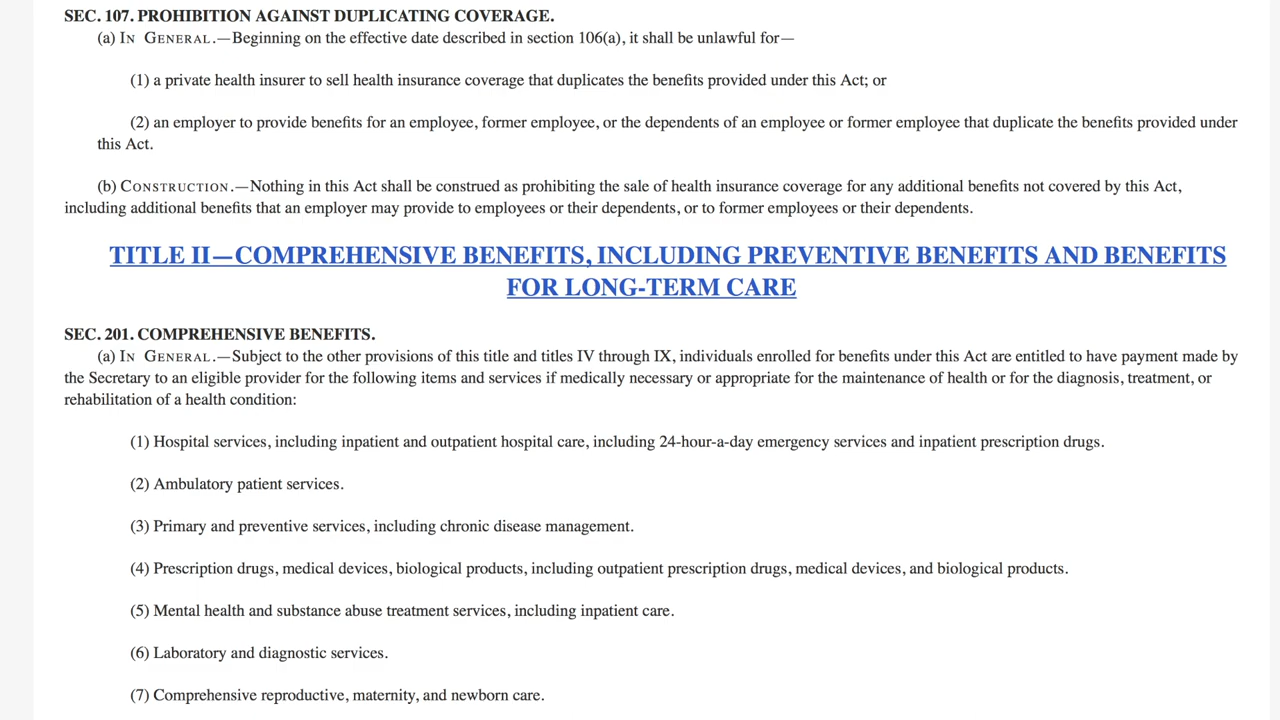 SEC. 107. PROHIBITION AGAINST DUPLICATING COVERAGE.
(a) IN GENERAL.—Beginning on the effective date described in section 106(a), it shall be unlawful for—
(1) a private health insurer to sell health insurance coverage that duplicates the benefits provided under this Act; or
(2) an employer to provide benefits for an employee, former employee, or the dependents of an employee or former employee that duplicate the benefits provided under
this Act.
(b) CONSTRUCTION.—Nothing in this Act shall be construed as prohibiting the sale of health insurance coverage for any additional benefits not covered by this Act,
including additional benefits that an employer may provide to employees or their dependents, or to former employees or their dependents.
TITLE II—COMPREHENSIVE BENEFITS, INCLUDING PREVENTIVE BENEFITS AND BENEFITS
FOR LONG-TERM CARE
SEC. 201. COMPREHENSIVE BENEFITS.
(a) IN GENERAL.—Subject to the other provisions of this title and titles IV through IX, individuals enrolled for benefits under this Act are entitled to have payment made by
the Secretary to an eligible provider for the following items and services if medically necessary or appropriate for the maintenance of health or for the diagnosis, treatment, or
rehabilitation of a health condition:
(1) Hospital services, including inpatient and outpatient hospital care, including 24-hour-a-day emergency services and inpatient prescription drugs.
(2) Ambulatory patient services.
(3) Primary and preventive services, including chronic disease management.
(4) Prescription drugs, medical devices, biological products, including outpatient prescription drugs, medical devices, and biological products.
(5) Mental health and substance abuse treatment services, including inpatient care.
(6) Laboratory and diagnostic services.
(7) Comprehensive reproductive, maternity, and newborn care.